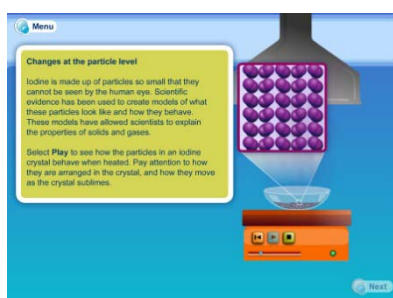 Menu
Changes at the particle level
Iodine is made up of particles so small that they
cannot be seen by the human eye. Scientific
evidence has been used to create models of what
these particles look like and how they behave.
These models have allowed scientists to explain
the properties of solids and gases.
Select Play to see how the particles in an iodine
crystal behave when heated. Pay attention to how
they are arranged in the crystal, and how they move
as the crystal sublimes.
Next